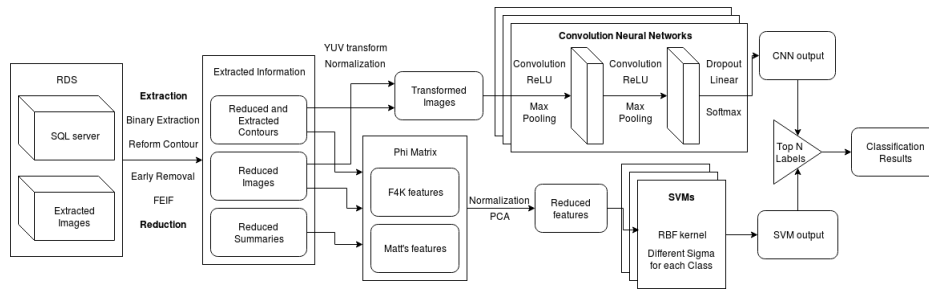 RDS
SQL server
Extracted
Images
Extraction
Binary Extraction
Reform Contour
Early Removal
FEIF
Reduction
Extracted Information
Reduced and
Extracted
Contours
Reduced
Images
Reduced
Summaries
YUV transform
Normalization
Transformed
Images
Phi Matrix
F4K features
Matt's features
Normalization
PCA
Reduced
features
Convolution Neural Networks
Convolution
ReLU
Max
Pooling
Convolution
ReLU
Max
Pooling
Dropout
Linear
Softmax
CNN output
SVMs
RBF kernel
Different Sigma
for each Class
SVM output
Top N
Labels
Classification
Results